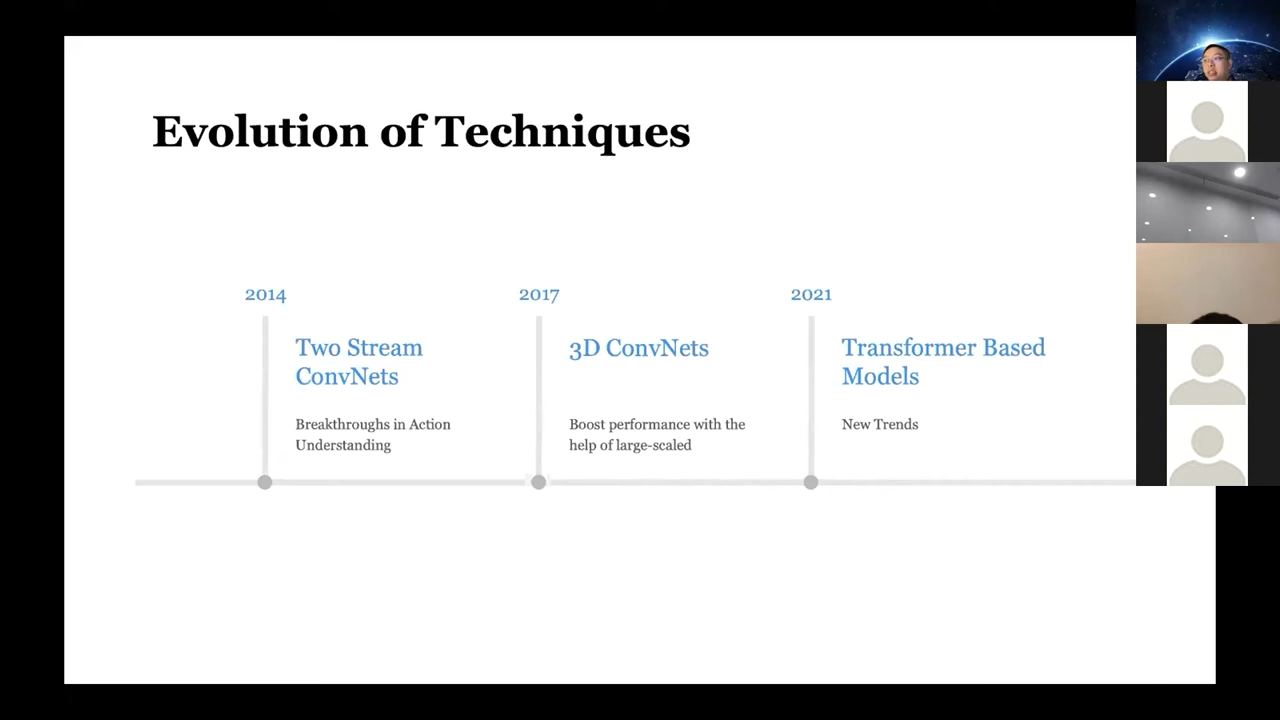 Evolution of Techniques
2014
Two Stream
ConvNets
Breakthroughs in Action
Understanding
2017
3D ConvNets
Boost performance with the
help of large-scaled
2021
Transformer Based
Models
New Trends